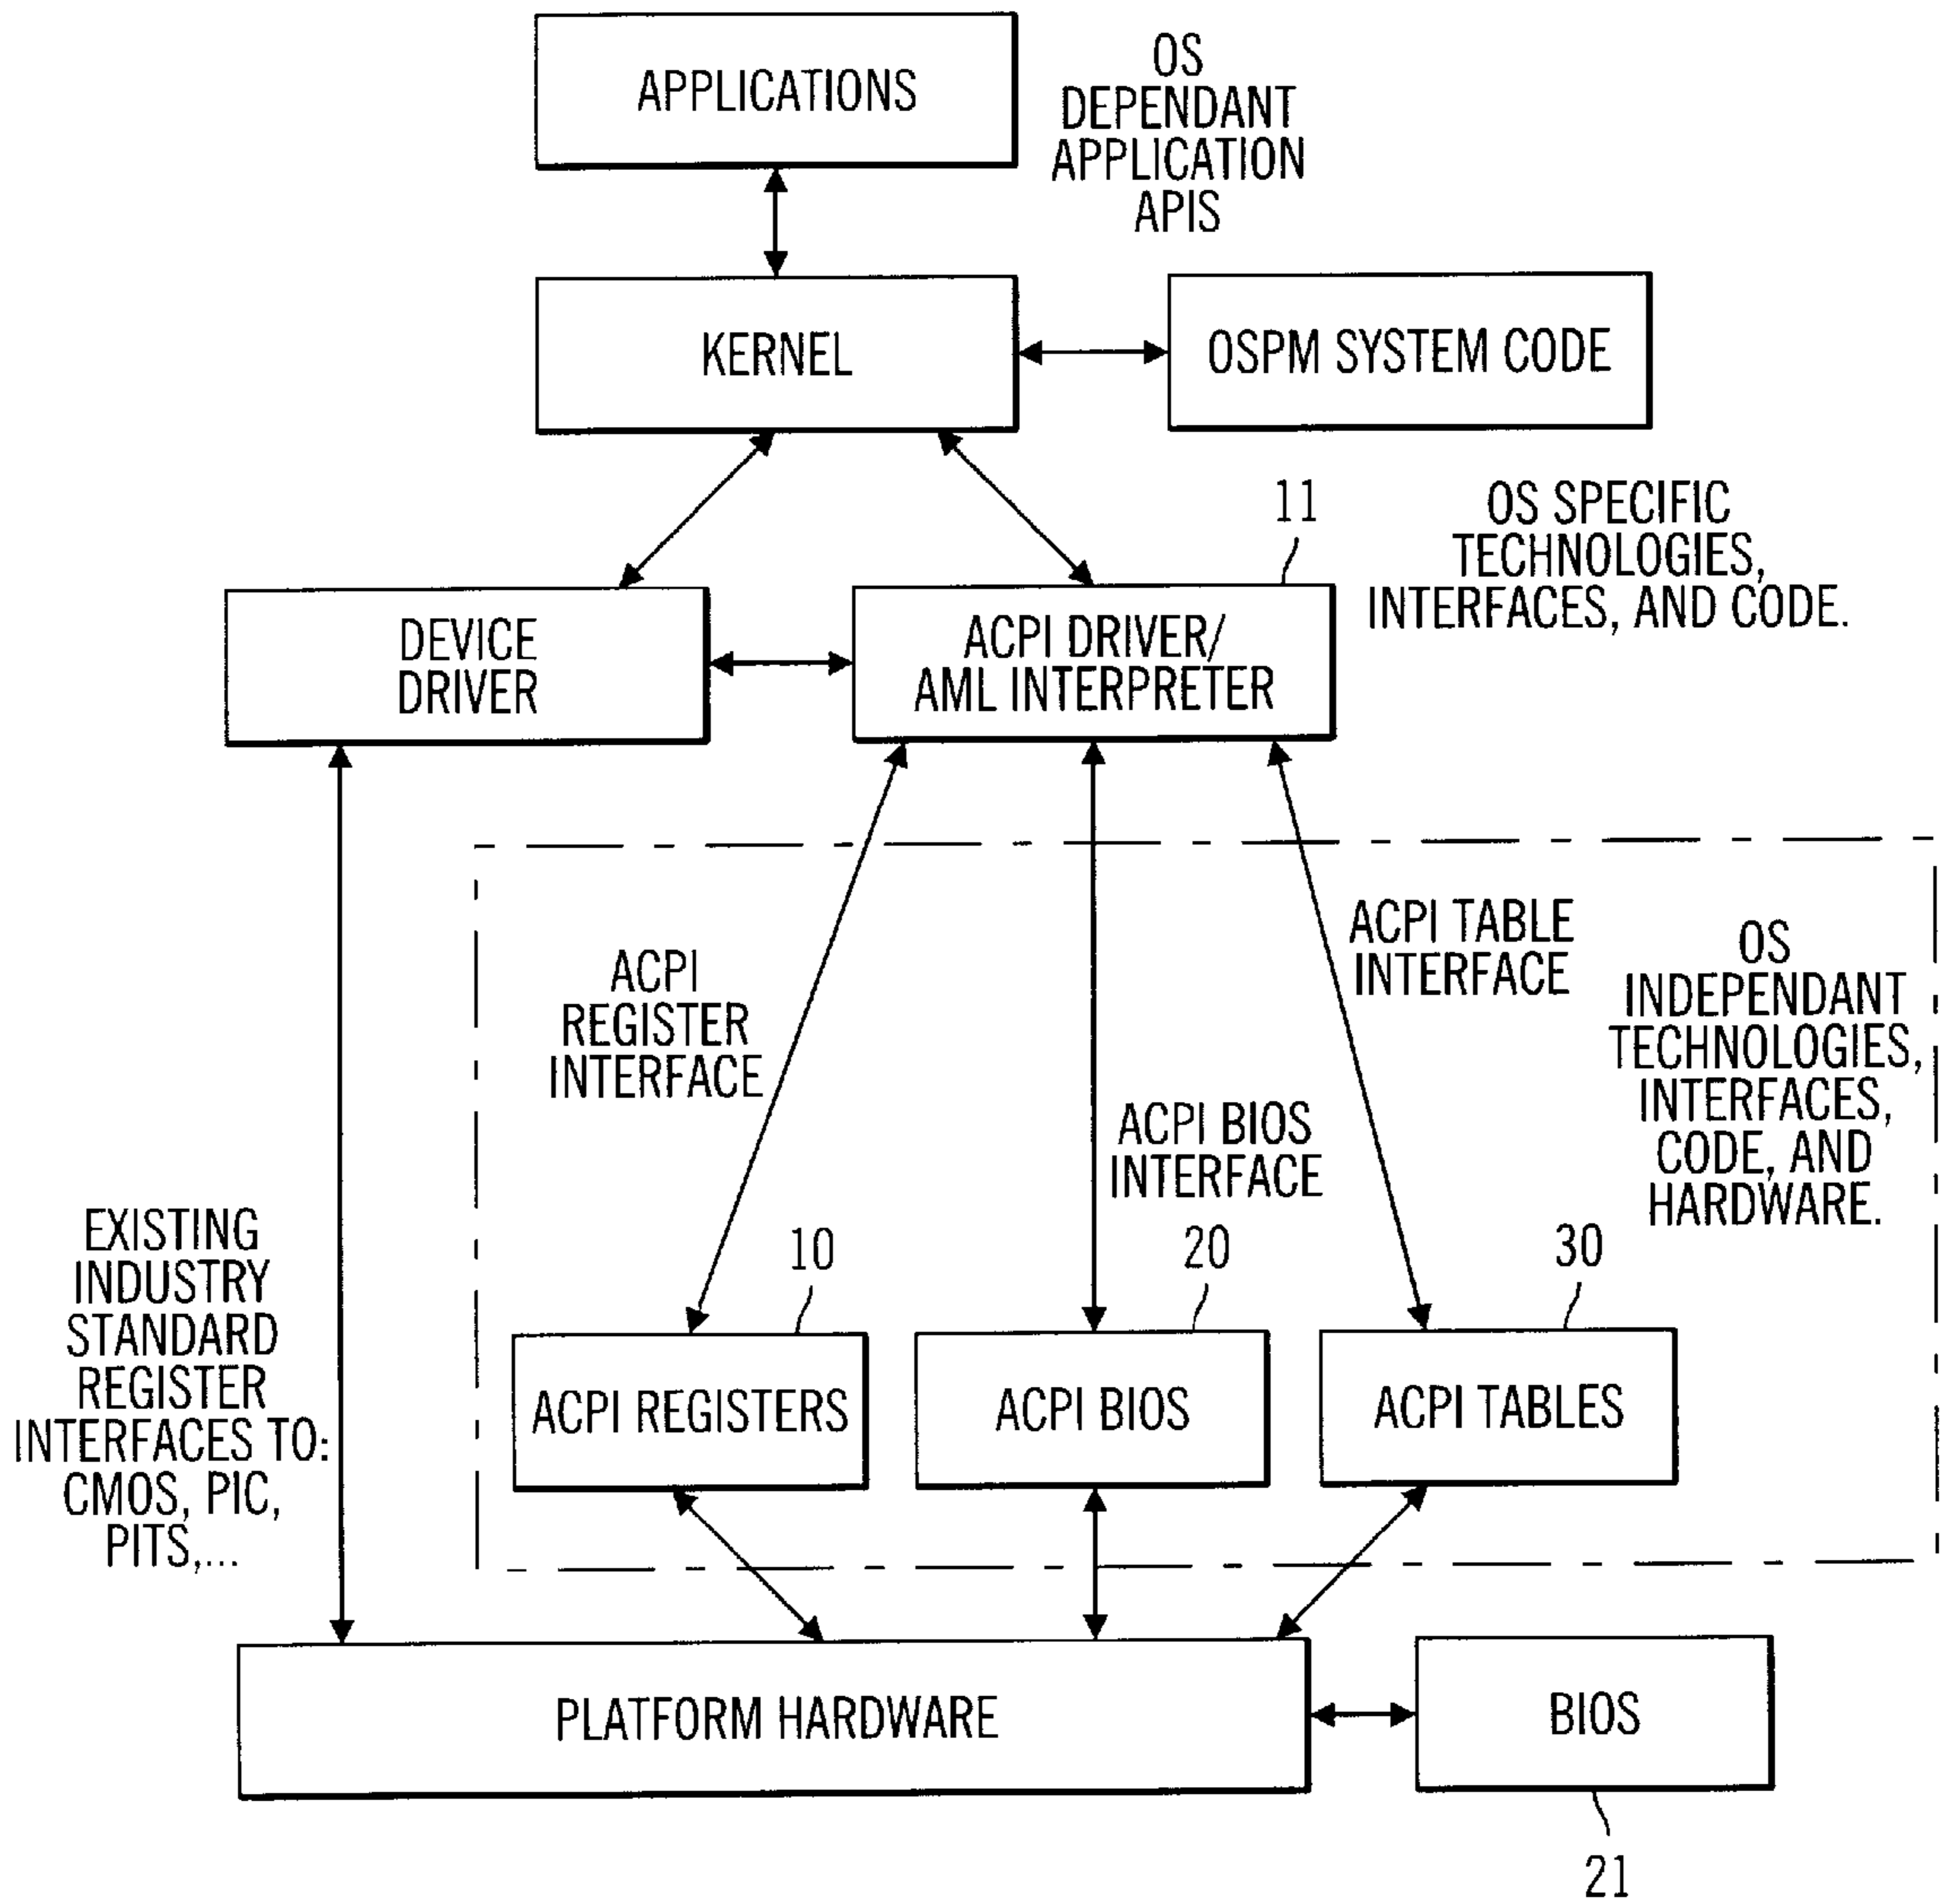 APPLICATIONS
OS
DEPENDANT
APPLICATION
APIS
KERNEL
OSPM SYSTEM CODE
11
OS SPECIFIC
TECHNOLOGIES,
INTERFACES, AND CODE.
DEVICE
DRIVER
ACPI DRIVER/
AML INTERPRETER
ACPI TABLE
INTERFACE
OS
INDEPENDANT
TECHNOLOGIES,
INTERFACES,
CODE, AND
HARDWARE.
ACPI
REGISTER
INTERFACE
ACPI BIOS
INTERFACE
EXISTING
INDUSTRY
STANDARD
REGISTER
INTERFACES TO:
CMOS, PIC,
PITS,...
10
20
30
ACPI REGISTERS
ACPI BIOS
ACPI TABLES
PLATFORM HARDWARE
BIOS
21